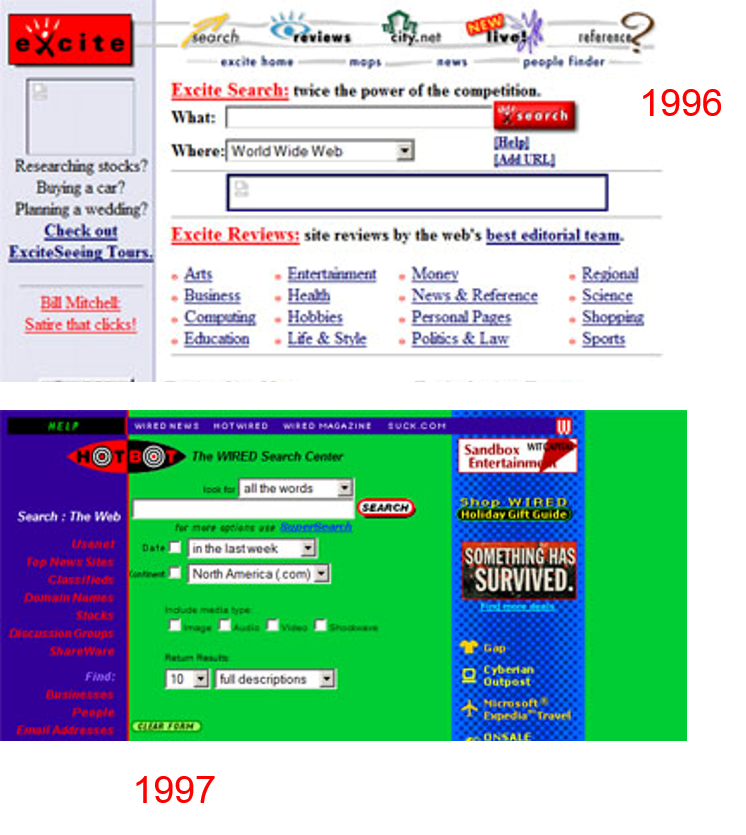 excite
search
reviews
city.net
NEW
live!
reference
excite home
maps
news
people finder
1996
Excite Search: twice the power of the competition.
What:
search
Where: World Wide Web
[Help]
[Add URL]
Researching stocks?
Buying a car?
Planning a wedding?
Check out
ExciteSeeing Tours.
Bill Mitchell:
Satire that clicks!
Excite Reviews: site reviews by the web's best editorial team.
Arts Entertainment Money Regional
Business Health News & Reference Science
Computing Hobbies Personal Pages Shopping
Education Life & Style Politics & Law Sports
HELP WIRED NEWS HOTWIRED WIRED MAGAZINE SUCK.COM W
HOTBOT The WIRED Search Center
look for all the words
SEARCH
for more options use SuperSearch
Date in the last week
Continent North America (.com)
Include media type:
Image Audio Video Shockwave
Return Results:
10 full descriptions
CLEAR FORM
Search : The Web
Usenet
Top News Sites
Classifieds
Domain Names
Stocks
Discussion Groups
ShareWare
Find:
Businesses
People
Email Addresses
Sandbox
Entertainment
Shop WIRED
Holiday Gift Guide
SOMETHING HAS
SURVIVED.
Find more deals
Gap
Cyberian
Outpost
Microsoft®
Expedia™ Travel
ONSALE
1997